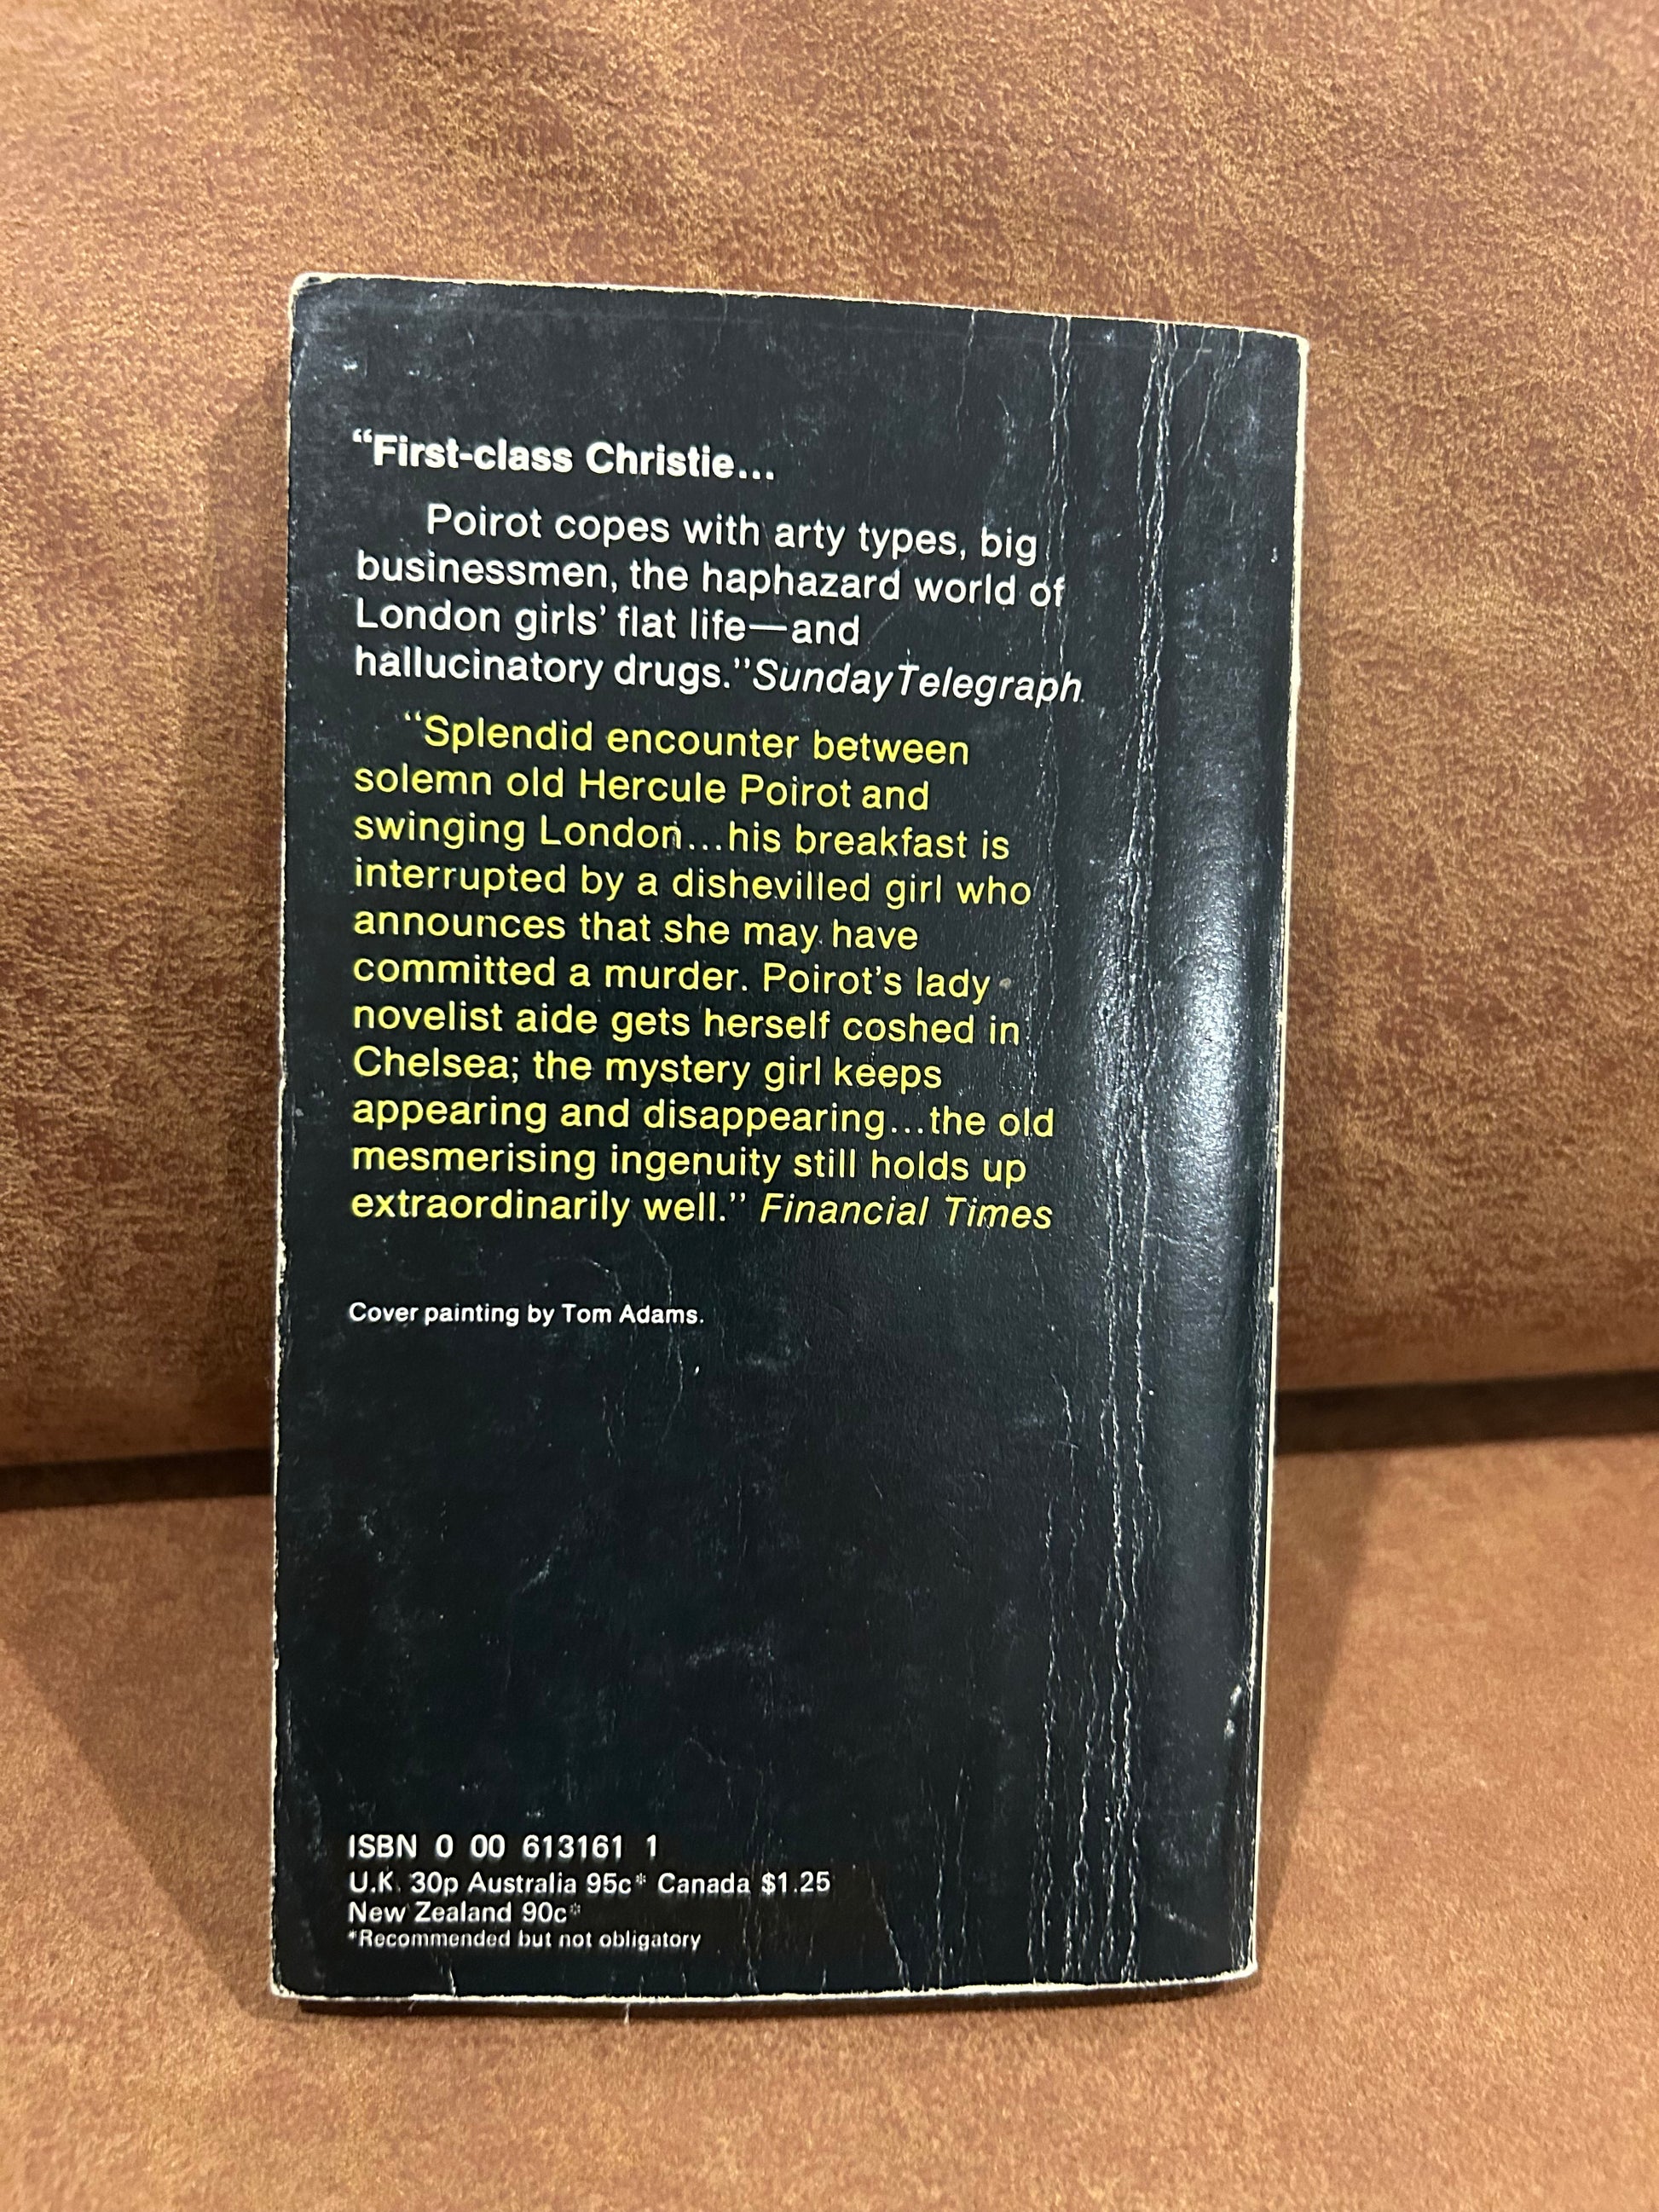 “First-class Christie...
Poirot copes with arty types, big
businessmen, the haphazard world of
London girls’ flat life—and
hallucinatory drugs.” Sunday Telegraph.
“Splendid encounter between
solemn old Hercule Poirot and
swinging London...his breakfast is
interrupted by a dishevilled girl who
announces that she may have
committed a murder. Poirot’s lady
novelist aide gets herself coshed in
Chelsea; the mystery girl keeps
appearing and disappearing...the old
mesmerising ingenuity still holds up
extraordinarily well.” Financial Times
Cover painting by Tom Adams.
ISBN 0 00 613161 1
U.K. 30p Australia 95c* Canada $1.25
New Zealand 90c*
*Recommended but not obligatory